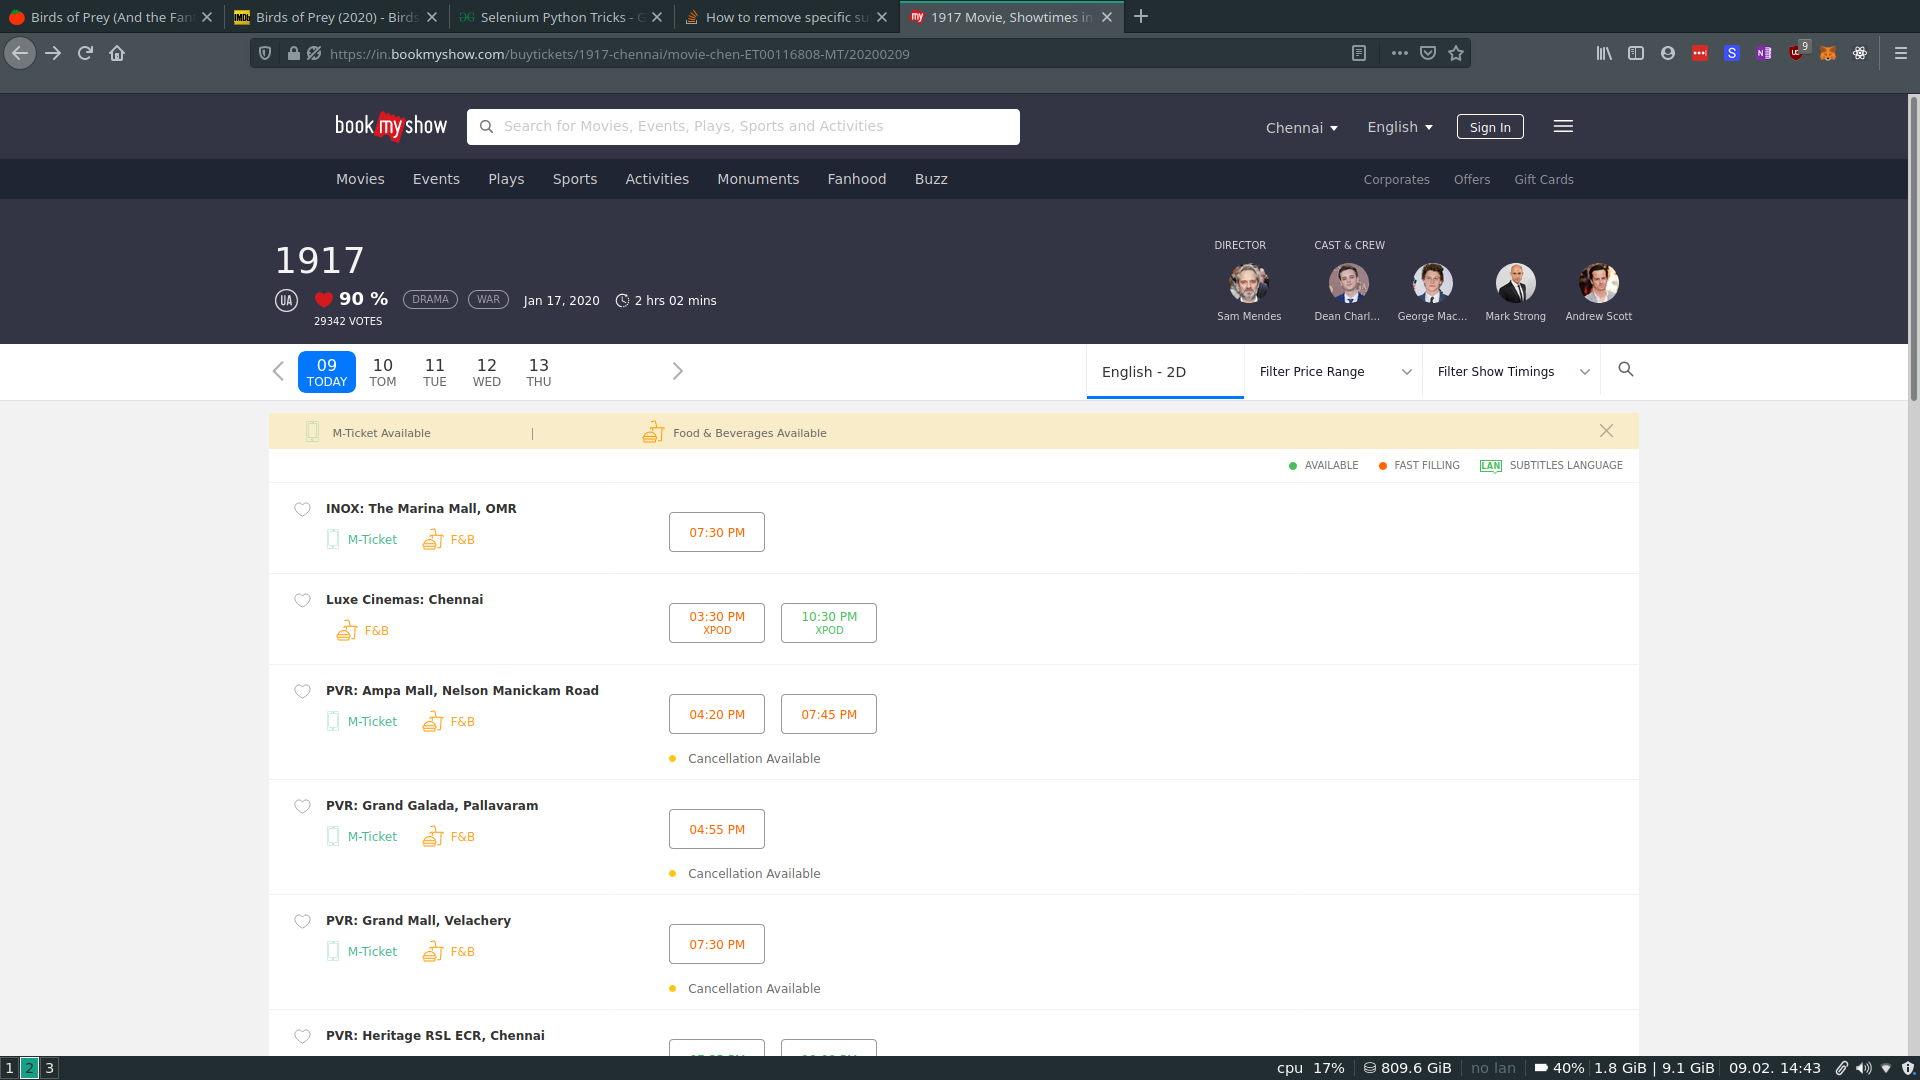 Birds of Prey (And the Fan
Birds of Prey (2020) - Birds
Selenium Python Tricks - G
How to remove specific su
1917 Movie, Showtimes in
https://in.bookmyshow.com/buytickets/1917-chennai/movie-chen-ET00116808-MT/20200209
9
book my show
Search for Movies, Events, Plays, Sports and Activities
Chennai
English
Sign In
Movies
Events
Plays
Sports
Activities
Monuments
Fanhood
Buzz
Corporates
Offers
Gift Cards
1917
UA
90 %
DRAMA
WAR
Jan 17, 2020
2 hrs 02 mins
29342 VOTES
DIRECTOR
CAST & CREW
Sam Mendes
Dean Charl...
George Mac...
Mark Strong
Andrew Scott
09 TODAY
10 TOM
11 TUE
12 WED
13 THU
English - 2D
Filter Price Range
Filter Show Timings
M-Ticket Available
|
Food & Beverages Available
AVAILABLE
FAST FILLING
LAN SUBTITLES LANGUAGE
INOX: The Marina Mall, OMR
M-Ticket
F&B
07:30 PM
Luxe Cinemas: Chennai
F&B
03:30 PM
XPOD
10:30 PM
XPOD
PVR: Ampa Mall, Nelson Manickam Road
M-Ticket
F&B
04:20 PM
07:45 PM
Cancellation Available
PVR: Grand Galada, Pallavaram
M-Ticket
F&B
04:55 PM
Cancellation Available
PVR: Grand Mall, Velachery
M-Ticket
F&B
07:30 PM
Cancellation Available
PVR: Heritage RSL ECR, Chennai
1 2 3
cpu 17%
809.6 GiB
no lan
40%
1.8 GiB | 9.1 GiB
09.02. 14:43